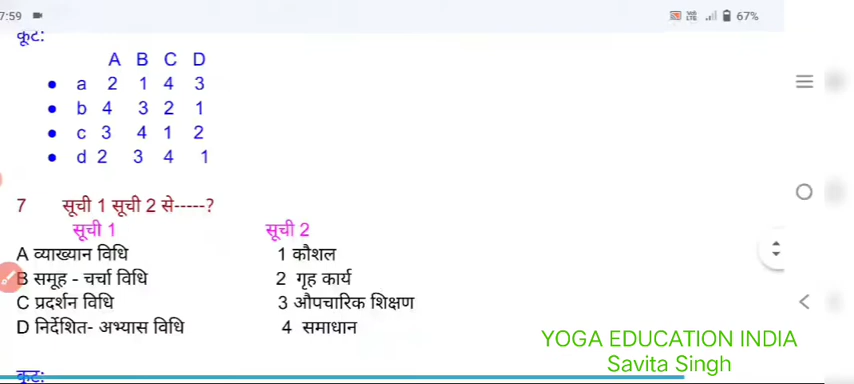 7:59 67%
कूट:
A B C D
a 2 1 4 3
b 4 3 2 1
c 3 4 1 2
d 2 3 4 1
7 सूची 1 सूची 2 से-----?
सूची 1 सूची 2
A व्याख्यान विधि 1 कौशल
B समूह - चर्चा विधि 2 गृह कार्य
C प्रदर्शन विधि 3 औपचारिक शिक्षण
D निर्देशित- अभ्यास विधि 4 समाधान
YOGA EDUCATION INDIA
Savita Singh
कूट: